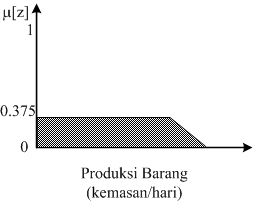 μ[z]
1
0.375
0
Produksi Barang
(kemasan/hari)